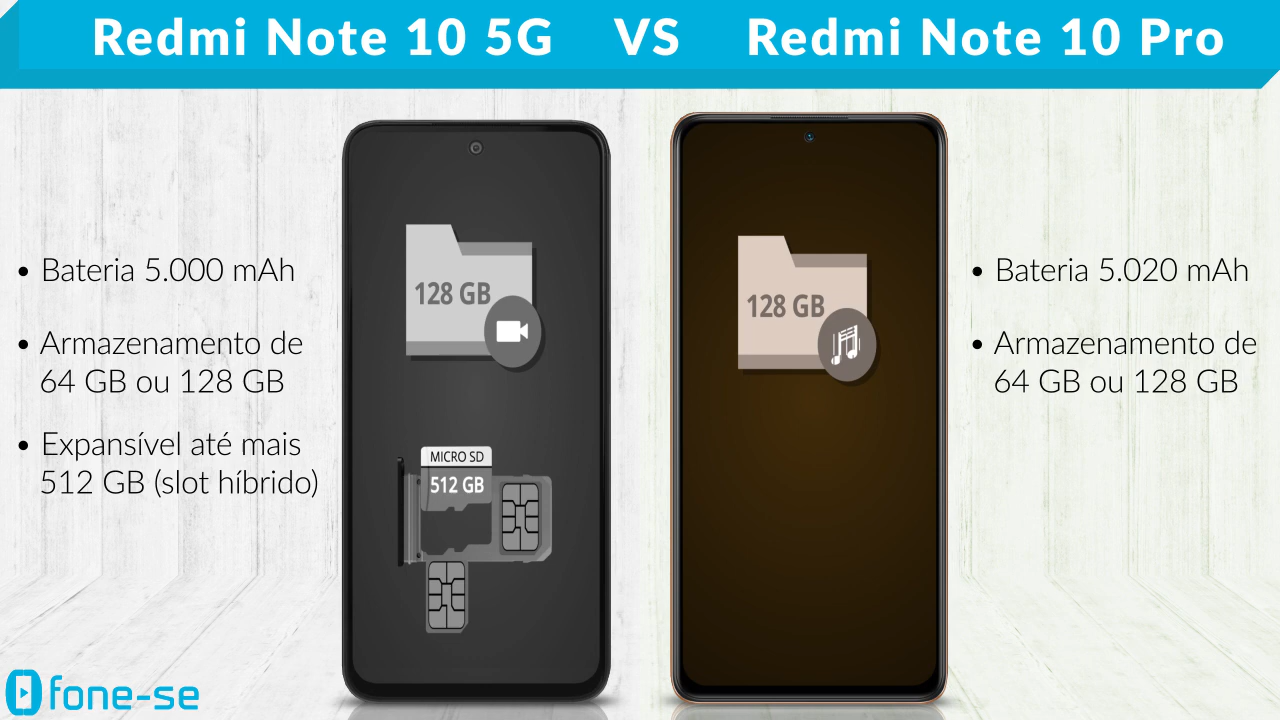 Redmi Note 10 5G VS Redmi Note 10 Pro
• Bateria 5.000 mAh
• Armazenamento de
64 GB ou 128 GB
• Expansível até mais
512 GB (slot híbrido)
128 GB
MICRO SD
512 GB
128 GB
• Bateria 5.020 mAh
• Armazenamento de
64 GB ou 128 GB
fone-se